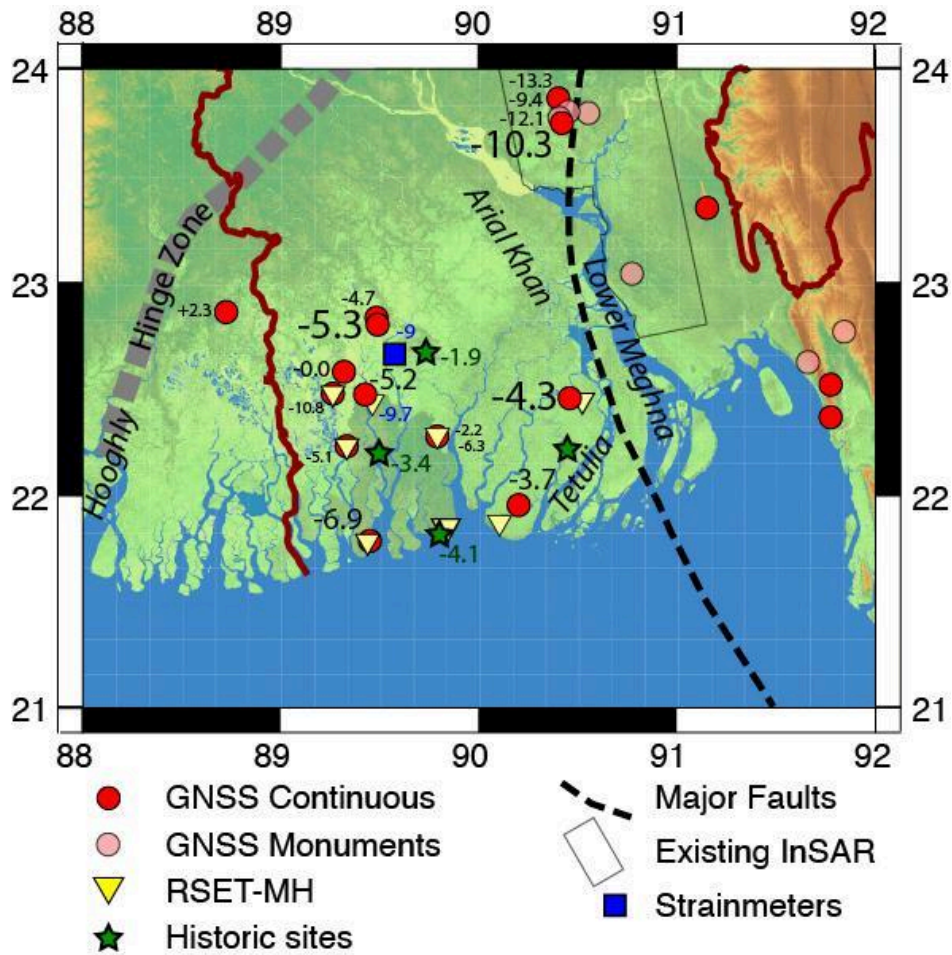 88 89 90 91 92
24 24
-13.3
-9.4
-12.1
-10.3
Arial Khan
Hinge Zone
23 23
Lower Meghna
-4.7
+2.3
-5.3
-9
-1.9
-0.0
-5.2
-10.8
-9.7
-4.3
-2.2
-6.3
-5.1
-3.4
Hooghly
-3.7
Tetulia
22 22
-6.9
-4.1
21 21
88 89 90 91 92
GNSS Continuous
GNSS Monuments
RSET-MH
Historic sites
Major Faults
Existing InSAR
Strainmeters